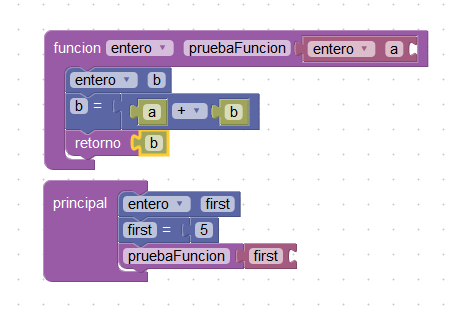 funcion entero pruebaFuncion entero a
entero b
b = a + b
retorno b
principal entero first
first = 5
pruebaFuncion first